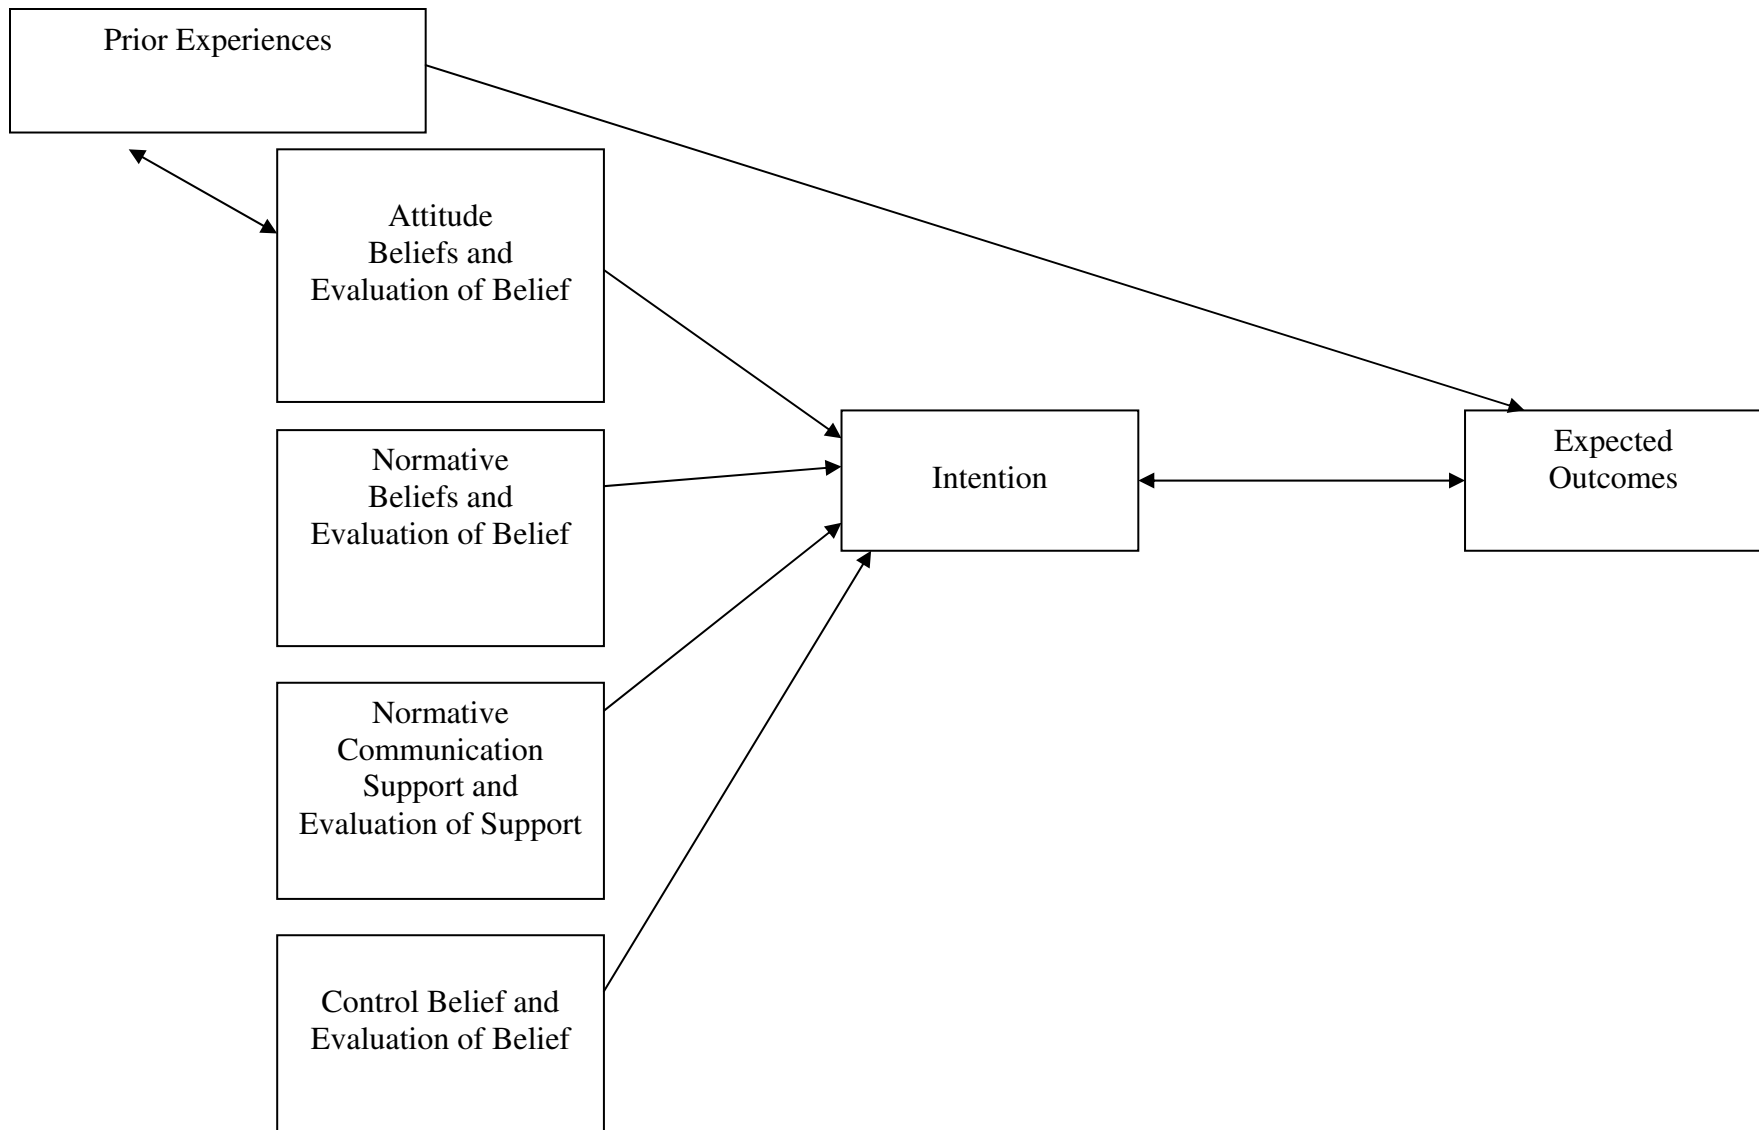 Prior Experiences
Attitude
Beliefs and
Evaluation of Belief
Normative
Beliefs and
Evaluation of Belief
Normative
Communication
Support and
Evaluation of Support
Control Belief and
Evaluation of Belief
Intention
Expected
Outcomes